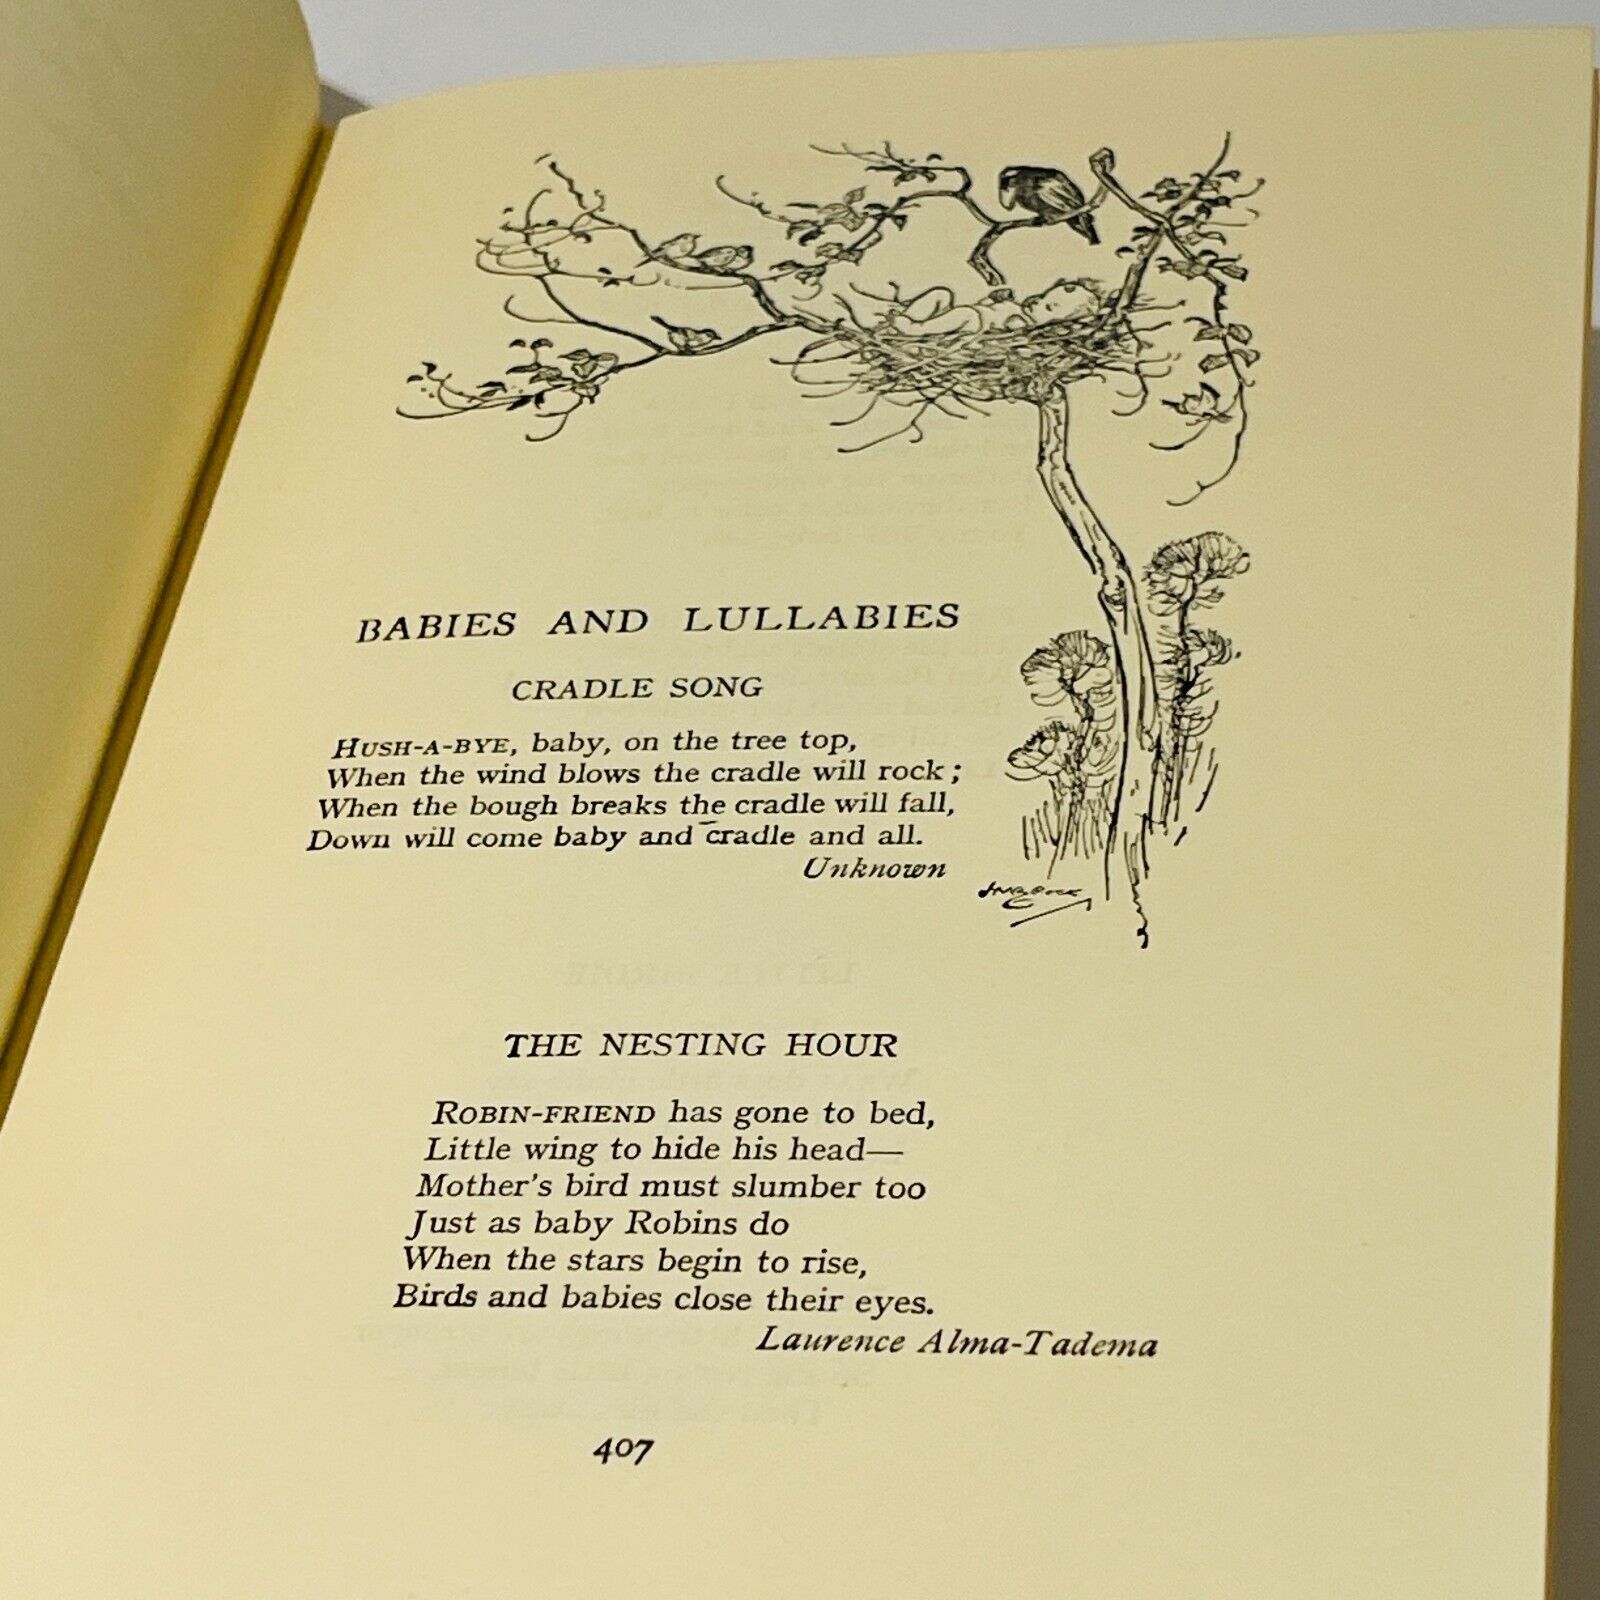 BABIES AND LULLABIES
CRADLE SONG
HUSH-A-BYE, baby, on the tree top,
When the wind blows the cradle will rock;
When the bough breaks the cradle will fall,
Down will come baby and cradle and all.
Unknown
THE NESTING HOUR
ROBIN-FRIEND has gone to bed,
Little wing to hide his head—
Mother's bird must slumber too
Just as baby Robins do
When the stars begin to rise,
Birds and babies close their eyes.
Laurence Alma-Tadema
407